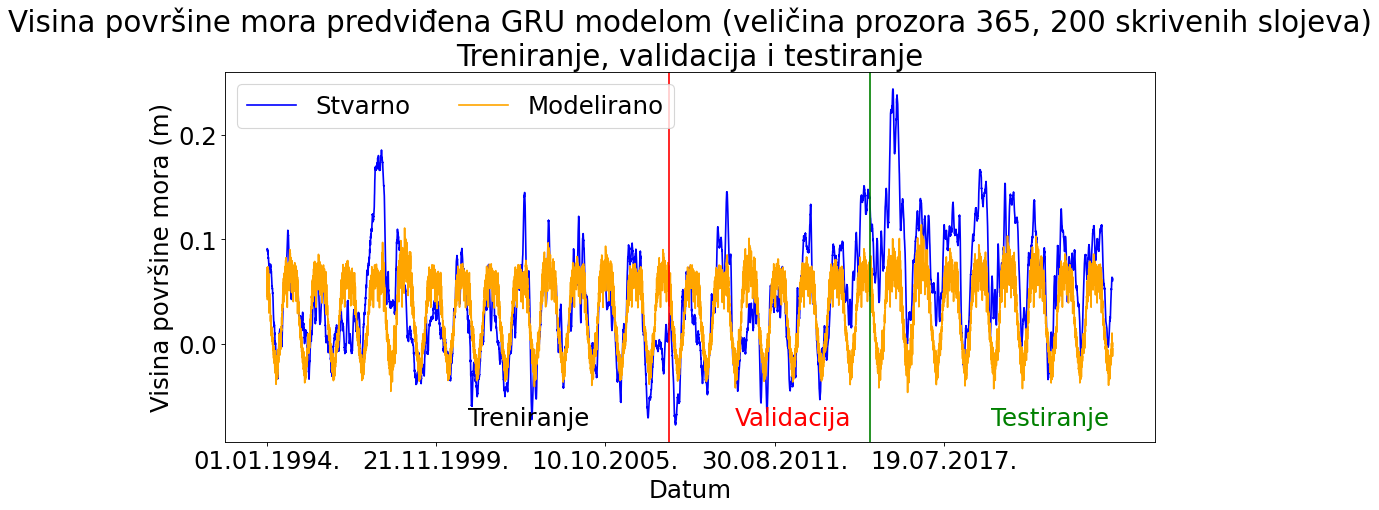 Visina površine mora predviđena GRU modelom (veličina prozora 365, 200 skrivenih slojeva)
Treniranje, validacija i testiranje
Stvarno
Modelirano
Visina površine mora (m)
0.2
0.1
0.0
Treniranje
Validacija
Testiranje
01.01.1994.
21.11.1999.
10.10.2005.
30.08.2011.
19.07.2017.
Datum